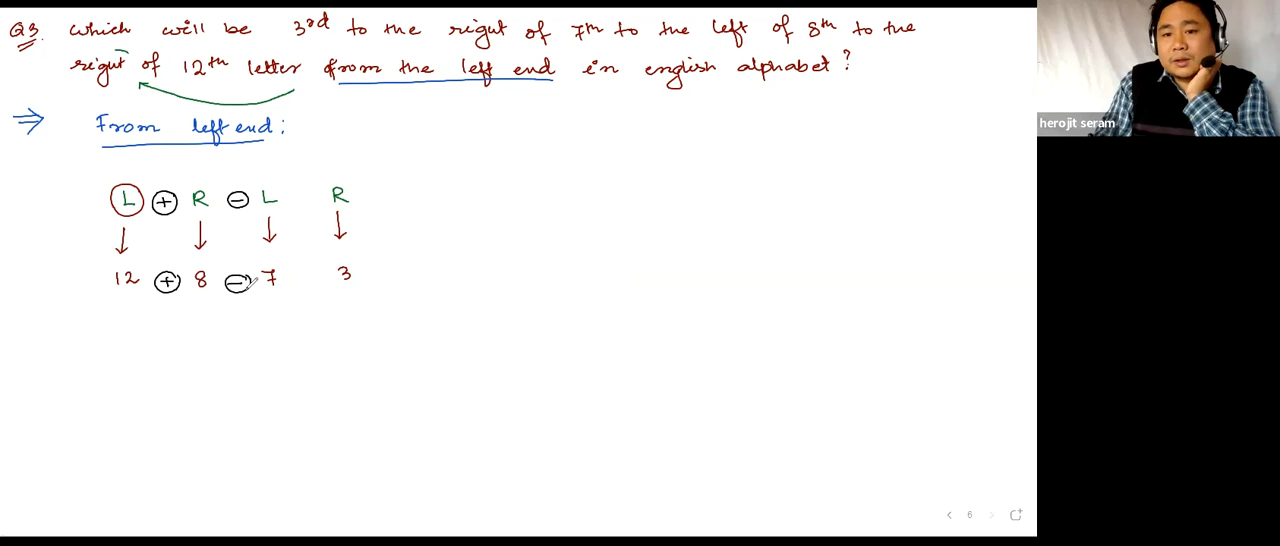 Q3. Which will be 3rd to the right of 7th to the left of 8th to the
right of 12th letter from the left end in english alphabet?
⇒ From left end:
L + R - L R
↓ ↓ ↓ ↓
12 + 8 - 7 3
herojit seram
< 6 >